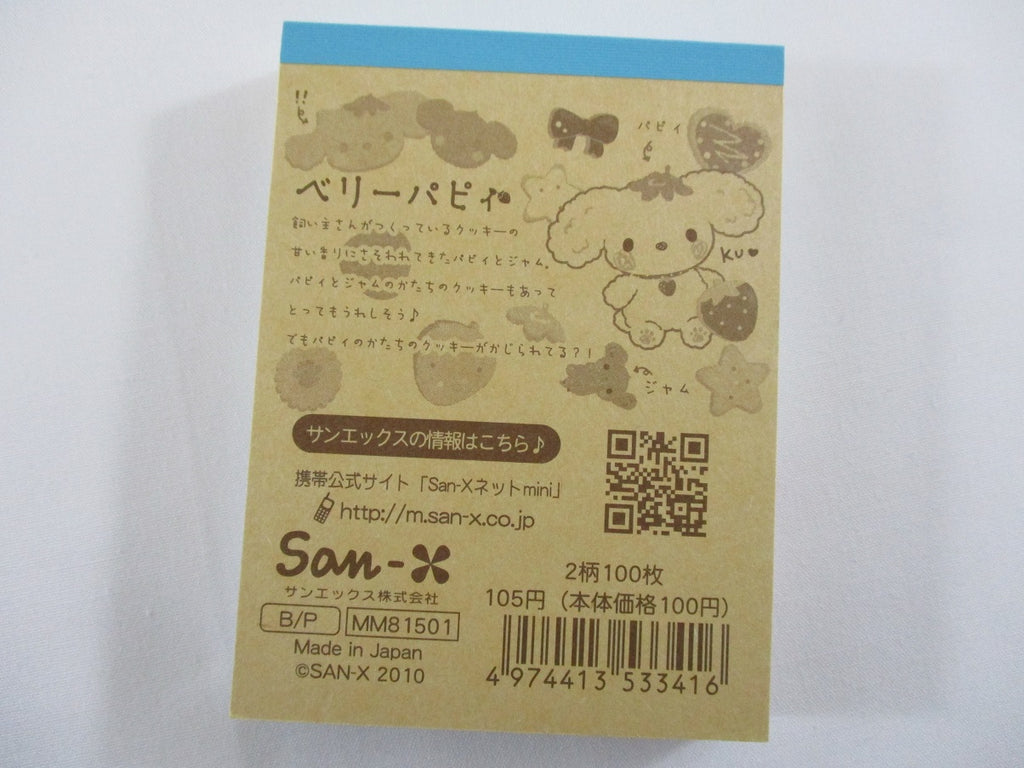 !!
パピィ
ベリーパピィ
KU♥
飼い主さんがつくっているクッキーの
甘い香りにさそわれてきたパピィとジャム。
パピィとジャムのかたちのクッキーもあって
とってもうれしそう♪
でもパピィのかたちのクッキーがかじられてる?!
ジャム
サンエックスの情報はこちら♪
携帯公式サイト「San-Xネットmini」
http://m.san-x.co.jp
San-X
サンエックス株式会社
2柄100枚
105円(本体価格100円)
B/P MM81501
Made in Japan
©SAN-X 2010
4 974413 533416